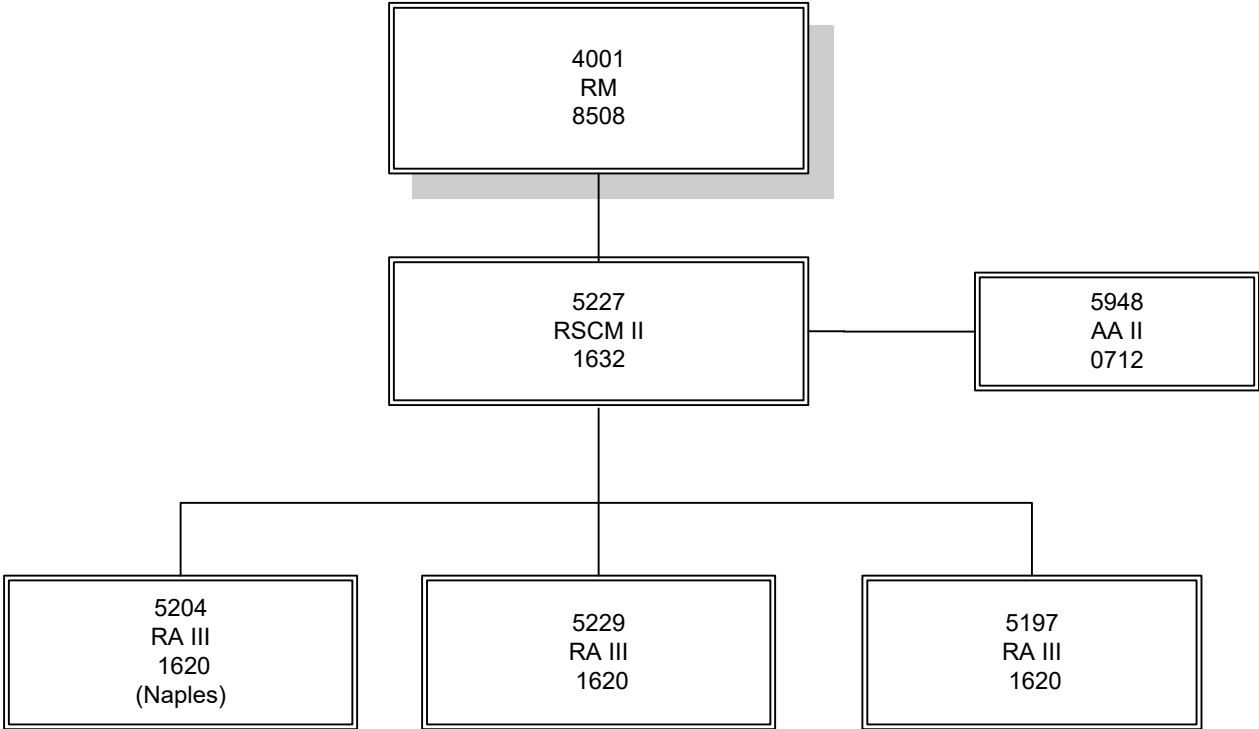 4001
RM
8508
5227
RSCM II
1632
5948
AA II
0712
5204
RA III
1620
(Naples)
5229
RA III
1620
5197
RA III
1620